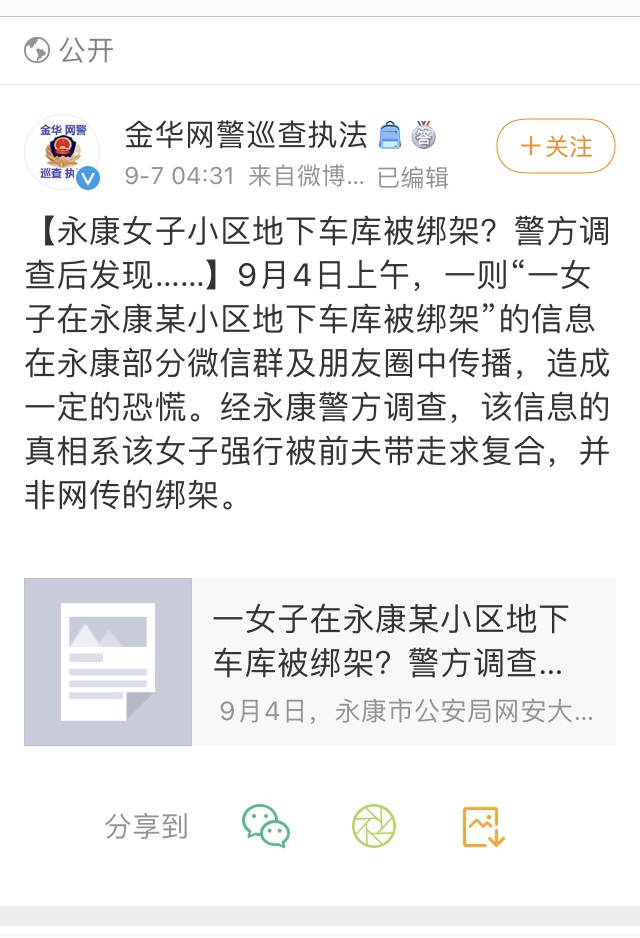 公开
金华 网警
巡查 执
金华网警巡查执法
答
+关注
9-7 04:31 来自微博... 已编辑
【永康女子小区地下车库被绑架？警方调
查后发现......】9月4日上午，一则“一女
子在永康某小区地下车库被绑架”的信息
在永康部分微信群及朋友圈中传播，造成
一定的恐慌。经永康警方调查，该信息的
真相系该女子强行被前夫带走求复合，并
非网传的绑架。
一女子在永康某小区地下
车库被绑架？警方调查...
9月4日，永康市公安局网安大...
分享到